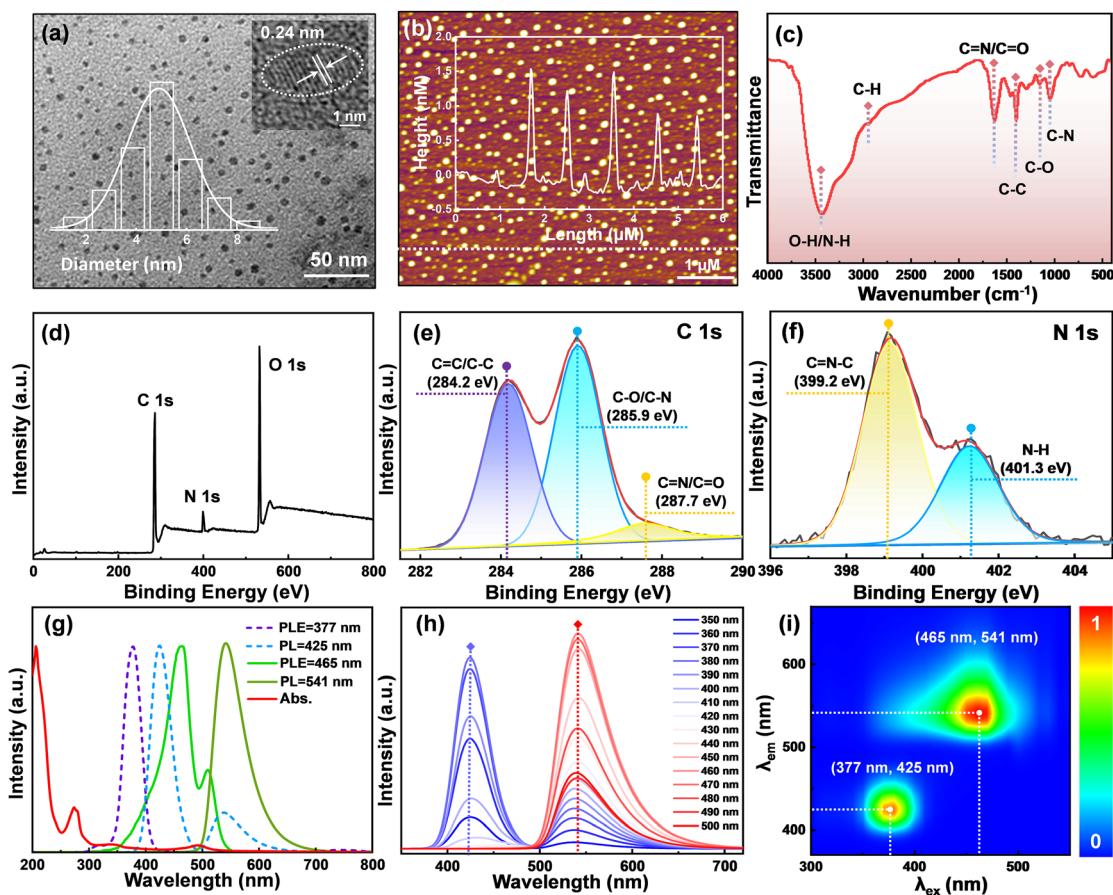 (a)
0.24 nm
1 nm
2 4 6 8
Diameter (nm)
50 nm
(b)
2.0
1.5
1.0
0.5
0.0
-0.5
Height (nM)
0 1 2 3 4 5 6
Length (μM)
1 μM
(c)
C=N/C=O
C-H
C-N
C-O
C-C
O-H/N-H
Transmittance
4000 3500 3000 2500 2000 1500 1000 500
Wavenumber (cm⁻¹)
(d)
O 1s
C 1s
N 1s
Intensity (a.u.)
0 200 400 600 800
Binding Energy (eV)
(e)
C 1s
C=C/C-C
(284.2 eV)
C-O/C-N
(285.9 eV)
C=N/C=O
(287.7 eV)
Intensity (a.u.)
282 284 286 288 290
Binding Energy (eV)
(f)
N 1s
C=N-C
(399.2 eV)
N-H
(401.3 eV)
Intensity (a.u.)
396 398 400 402 404
Binding Energy (eV)
(g)
PLE=377 nm
PL=425 nm
PLE=465 nm
PL=541 nm
Abs.
Intensity (a.u.)
200 300 400 500 600 700 800
Wavelength (nm)
(h)
350 nm
360 nm
370 nm
380 nm
390 nm
400 nm
410 nm
420 nm
430 nm
440 nm
450 nm
460 nm
470 nm
480 nm
490 nm
500 nm
Intensity (a.u.)
400 500 600 700
Wavelength (nm)
(i)
(465 nm, 541 nm)
(377 nm, 425 nm)
600
500
400
λem (nm)
300 400 500
λex (nm)
1
0